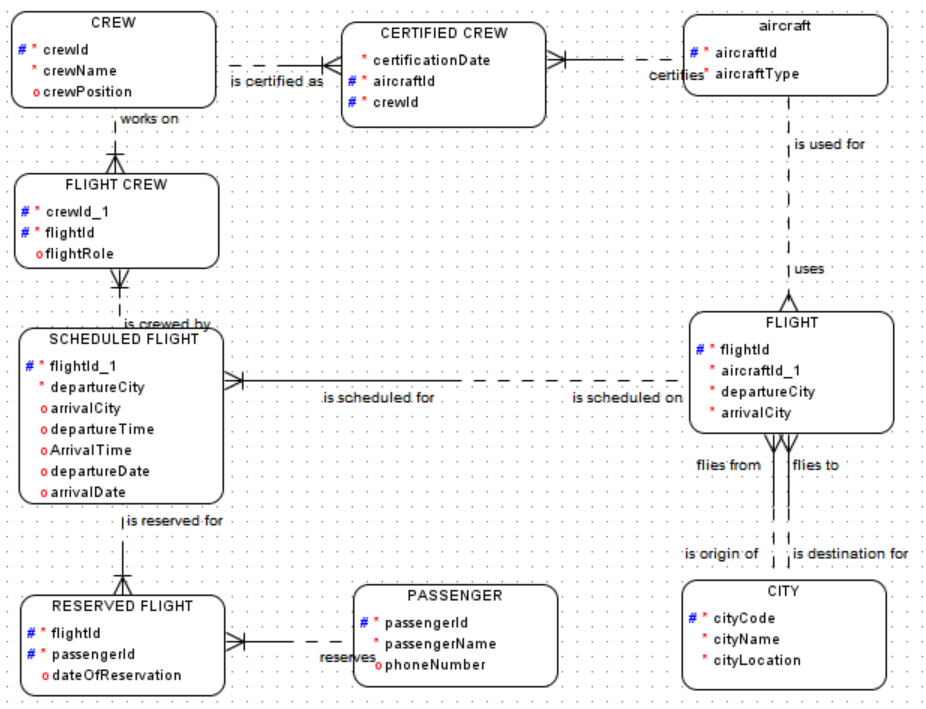 CREW
# * crewId
* crewName
o crewPosition
CERTIFIED CREW
* certificationDate
# * aircraftId
# * crewId
aircraft
# * aircraftId
* aircraftType
is certified as
certifies
works on
is used for
FLIGHT CREW
# * crewId_1
# * flightId
o flightRole
uses
is crewed by
SCHEDULED FLIGHT
# * flightId_1
* departureCity
o arrivalCity
o departureTime
o ArrivalTime
o departureDate
o arrivalDate
FLIGHT
# * flightId
* aircraftId_1
* departureCity
* arrivalCity
is scheduled for
is scheduled on
flies from
flies to
is reserved for
is origin of
is destination for
RESERVED FLIGHT
# * flightId
# * passengerId
o dateOfReservation
PASSENGER
# * passengerId
* passengerName
o phoneNumber
reserves
CITY
# * cityCode
* cityName
* cityLocation